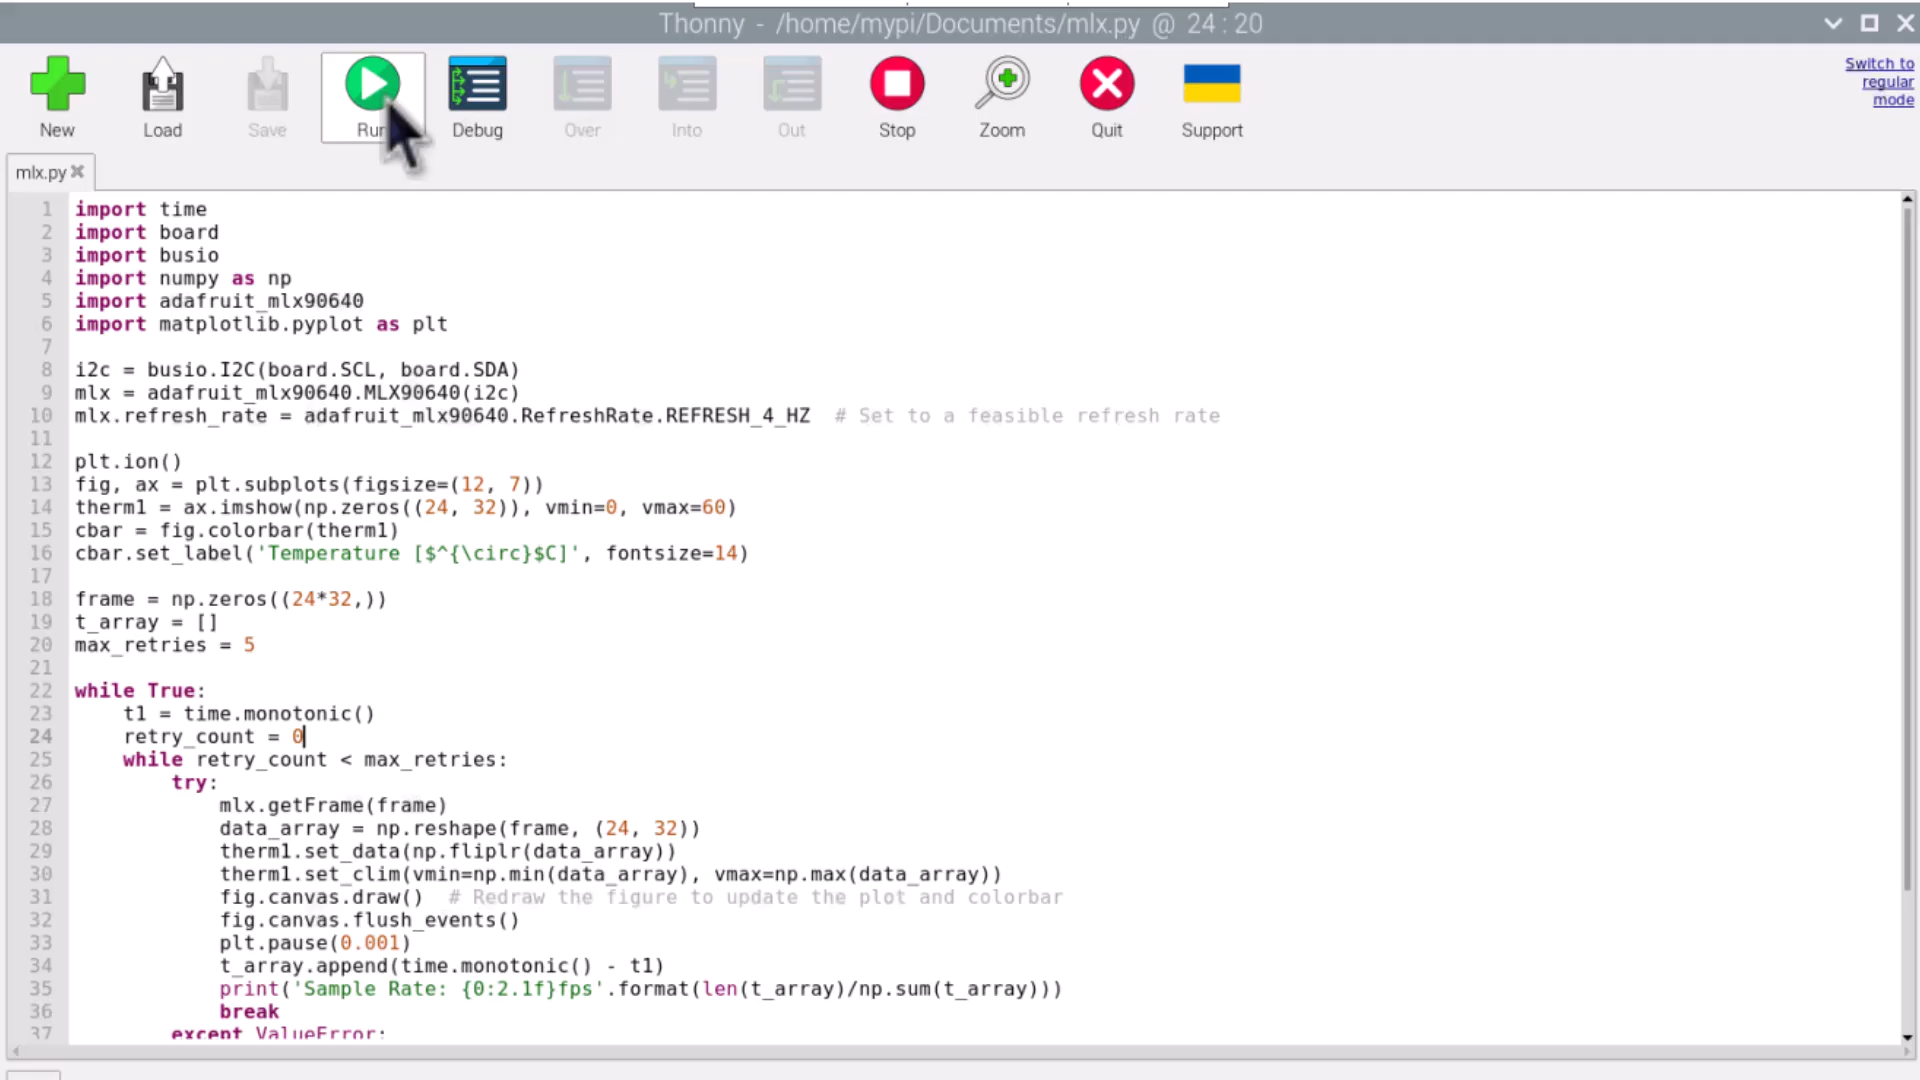 Thonny - /home/mypi/Documents/mlx.py @ 24:20
New
Load
Save
Run
Debug
Over
Into
Out
Stop
Zoom
Quit
Support
Switch to
regular
mode
mlx.py
1 import time
2 import board
3 import busio
4 import numpy as np
5 import adafruit_mlx90640
6 import matplotlib.pyplot as plt
7
8 i2c = busio.I2C(board.SCL, board.SDA)
9 mlx = adafruit_mlx90640.MLX90640(i2c)
10 mlx.refresh_rate = adafruit_mlx90640.RefreshRate.REFRESH_4_HZ  # Set to a feasible refresh rate
11
12 plt.ion()
13 fig, ax = plt.subplots(figsize=(12, 7))
14 therm1 = ax.imshow(np.zeros((24, 32)), vmin=0, vmax=60)
15 cbar = fig.colorbar(therm1)
16 cbar.set_label('Temperature [$^{\circ}$C]', fontsize=14)
17
18 frame = np.zeros((24*32,))
19 t_array = []
20 max_retries = 5
21
22 while True:
23     t1 = time.monotonic()
24     retry_count = 0
25     while retry_count < max_retries:
26         try:
27             mlx.getFrame(frame)
28             data_array = np.reshape(frame, (24, 32))
29             therm1.set_data(np.fliplr(data_array))
30             therm1.set_clim(vmin=np.min(data_array), vmax=np.max(data_array))
31             fig.canvas.draw()  # Redraw the figure to update the plot and colorbar
32             fig.canvas.flush_events()
33             plt.pause(0.001)
34             t_array.append(time.monotonic() - t1)
35             print('Sample Rate: {0:2.1f}fps'.format(len(t_array)/np.sum(t_array)))
36             break
37         except ValueError: